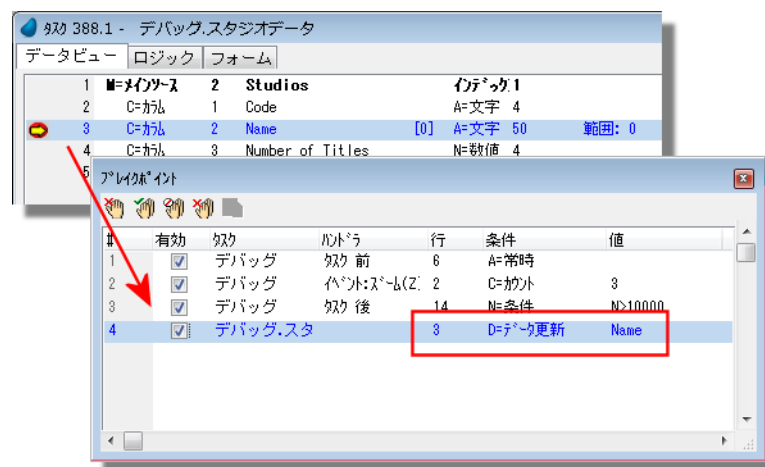 タスク 388.1 - デバッグ.スタジオデータ
データビュー ロジック フォーム
1 M=メインソース 2 Studios インデックス:1
2 C=カラム 1 Code A=文字 4
3 C=カラム 2 Name [0] A=文字 50 範囲: 0
4 C=カラム 3 Number of Titles N=数値 4
5
ブレイクポイント
# 有効 タスク ハンドラ 行 条件 値
1 デバッグ タスク 前 6 A=常時
2 デバッグ イベント:ズーム(Z) 2 C=カウント 3
3 デバッグ タスク 後 14 N=条件 N>10000
4 デバッグ.スタ 3 D=データ更新 Name